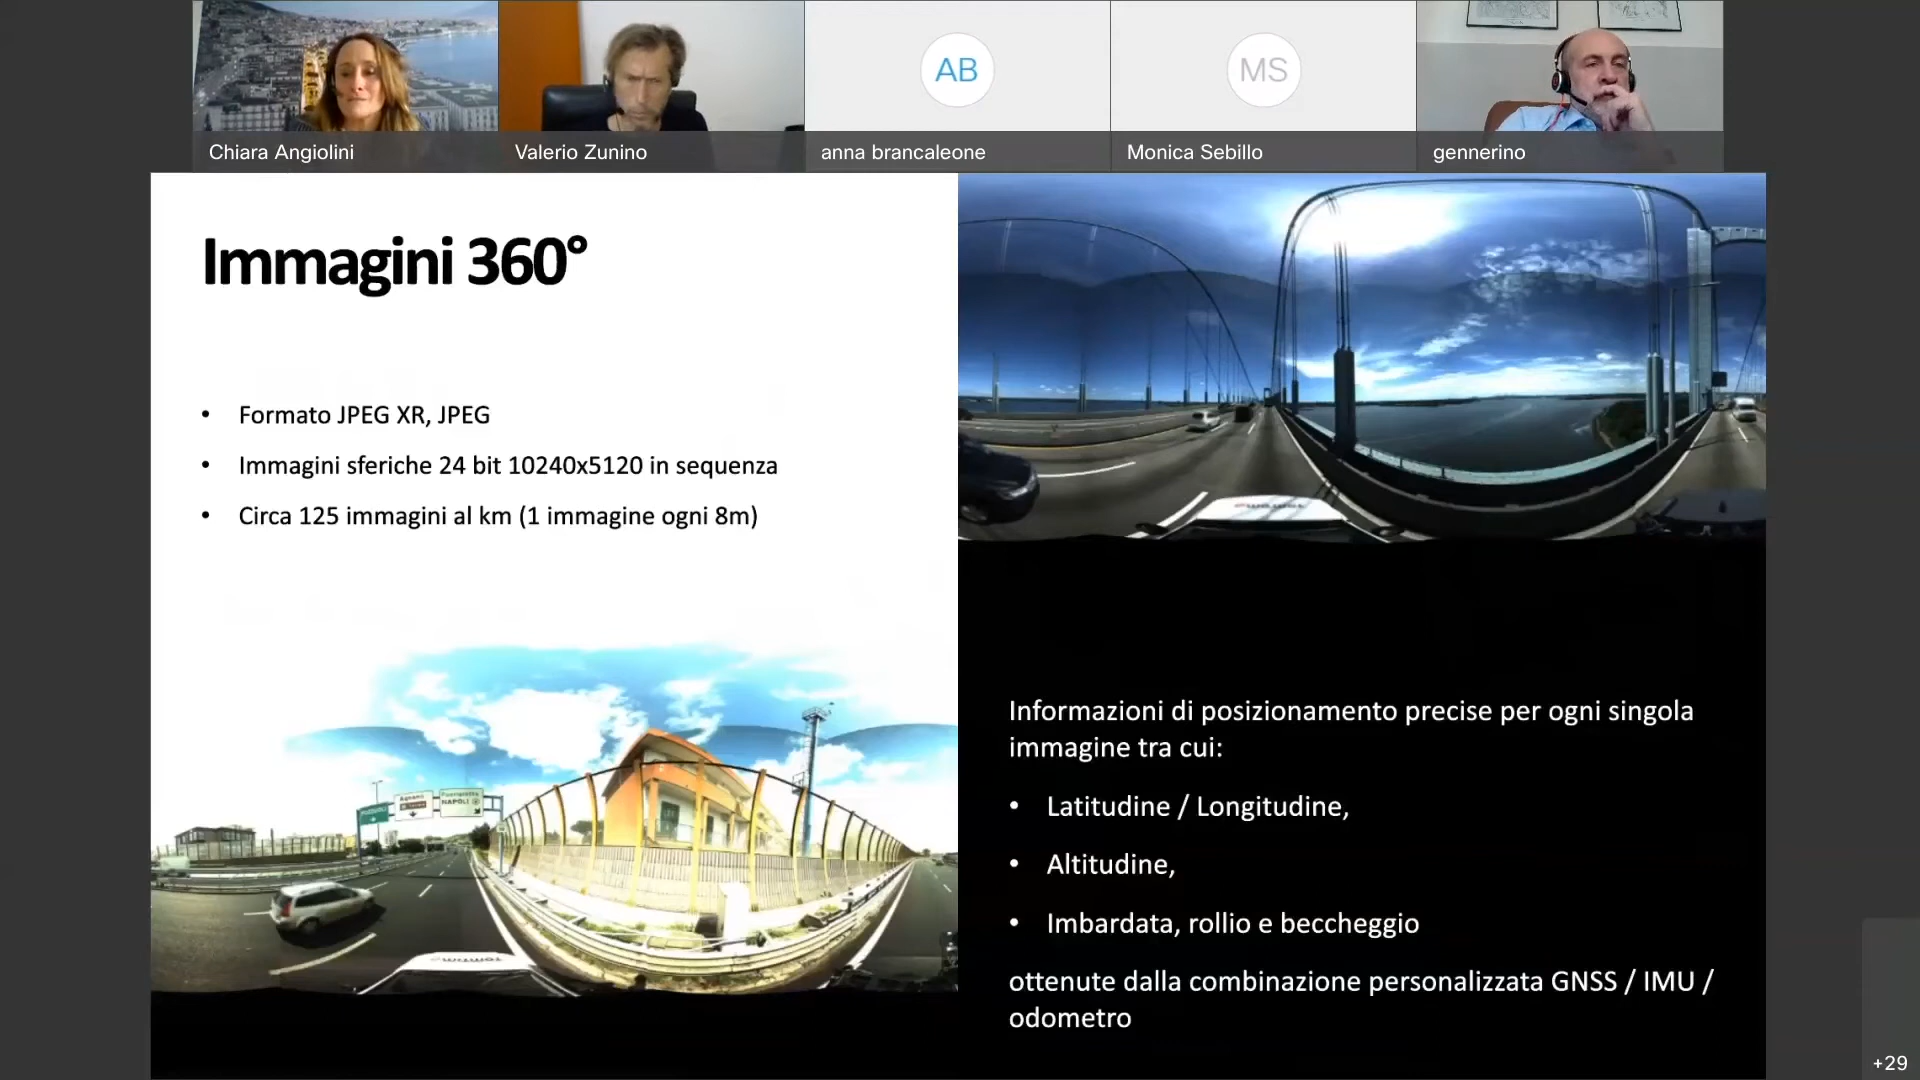 AB
MS
Chiara Angiolini
Valerio Zunino
anna brancaleone
Monica Sebillo
gennerino
Immagini 360°
• Formato JPEG XR, JPEG
• Immagini sferiche 24 bit 10240x5120 in sequenza
• Circa 125 immagini al km (1 immagine ogni 8m)
NAPOLI
Informazioni di posizionamento precise per ogni singola
immagine tra cui:
• Latitudine / Longitudine,
• Altitudine,
• Imbardata, rollio e beccheggio
ottenute dalla combinazione personalizzata GNSS / IMU /
odometro
+29